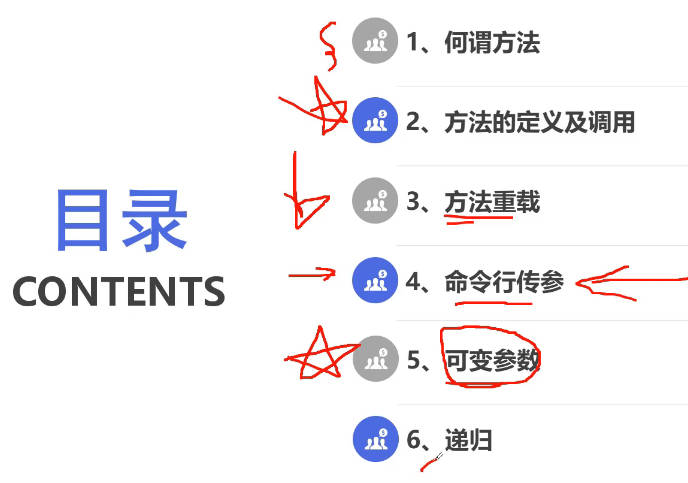 目录
CONTENTS
1、何谓方法
2、方法的定义及调用
3、方法重载
4、命令行传参
5、可变参数
6、递归